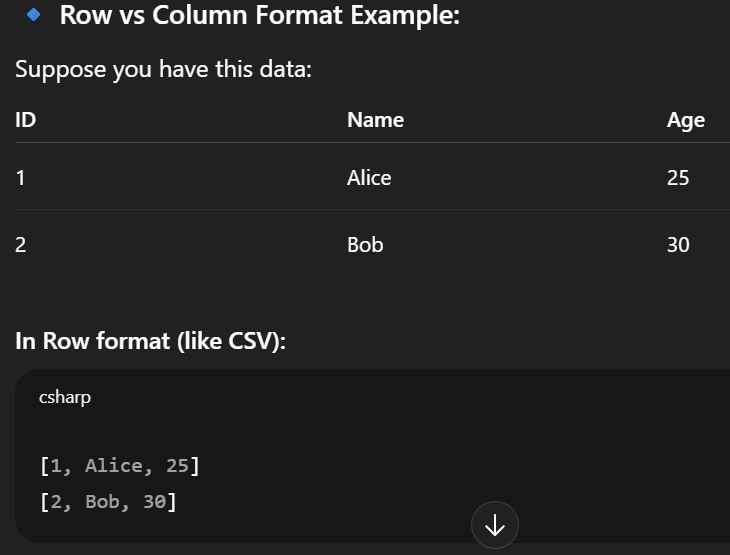 Row vs Column Format Example:
Suppose you have this data:
ID Name Age
1 Alice 25
2 Bob 30
In Row format (like CSV):
csharp
[1, Alice, 25]
[2, Bob, 30]